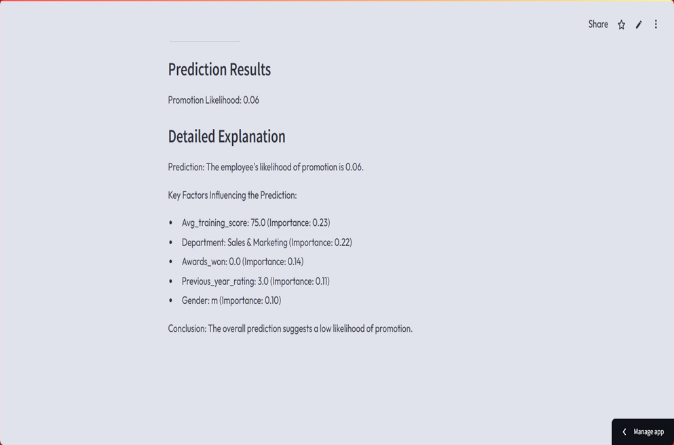 Share
Prediction Results
Promotion Likelihood: 0.06
Detailed Explanation
Prediction: The employee's likelihood of promotion is 0.06.
Key Factors Influencing the Prediction:
• Avg_training_score: 75.0 (Importance: 0.23)
• Department: Sales & Marketing (Importance: 0.22)
• Awards_won: 0.0 (Importance: 0.14)
• Previous_year_rating: 3.0 (Importance: 0.11)
• Gender: m (Importance: 0.10)
Conclusion: The overall prediction suggests a low likelihood of promotion.
Manage app